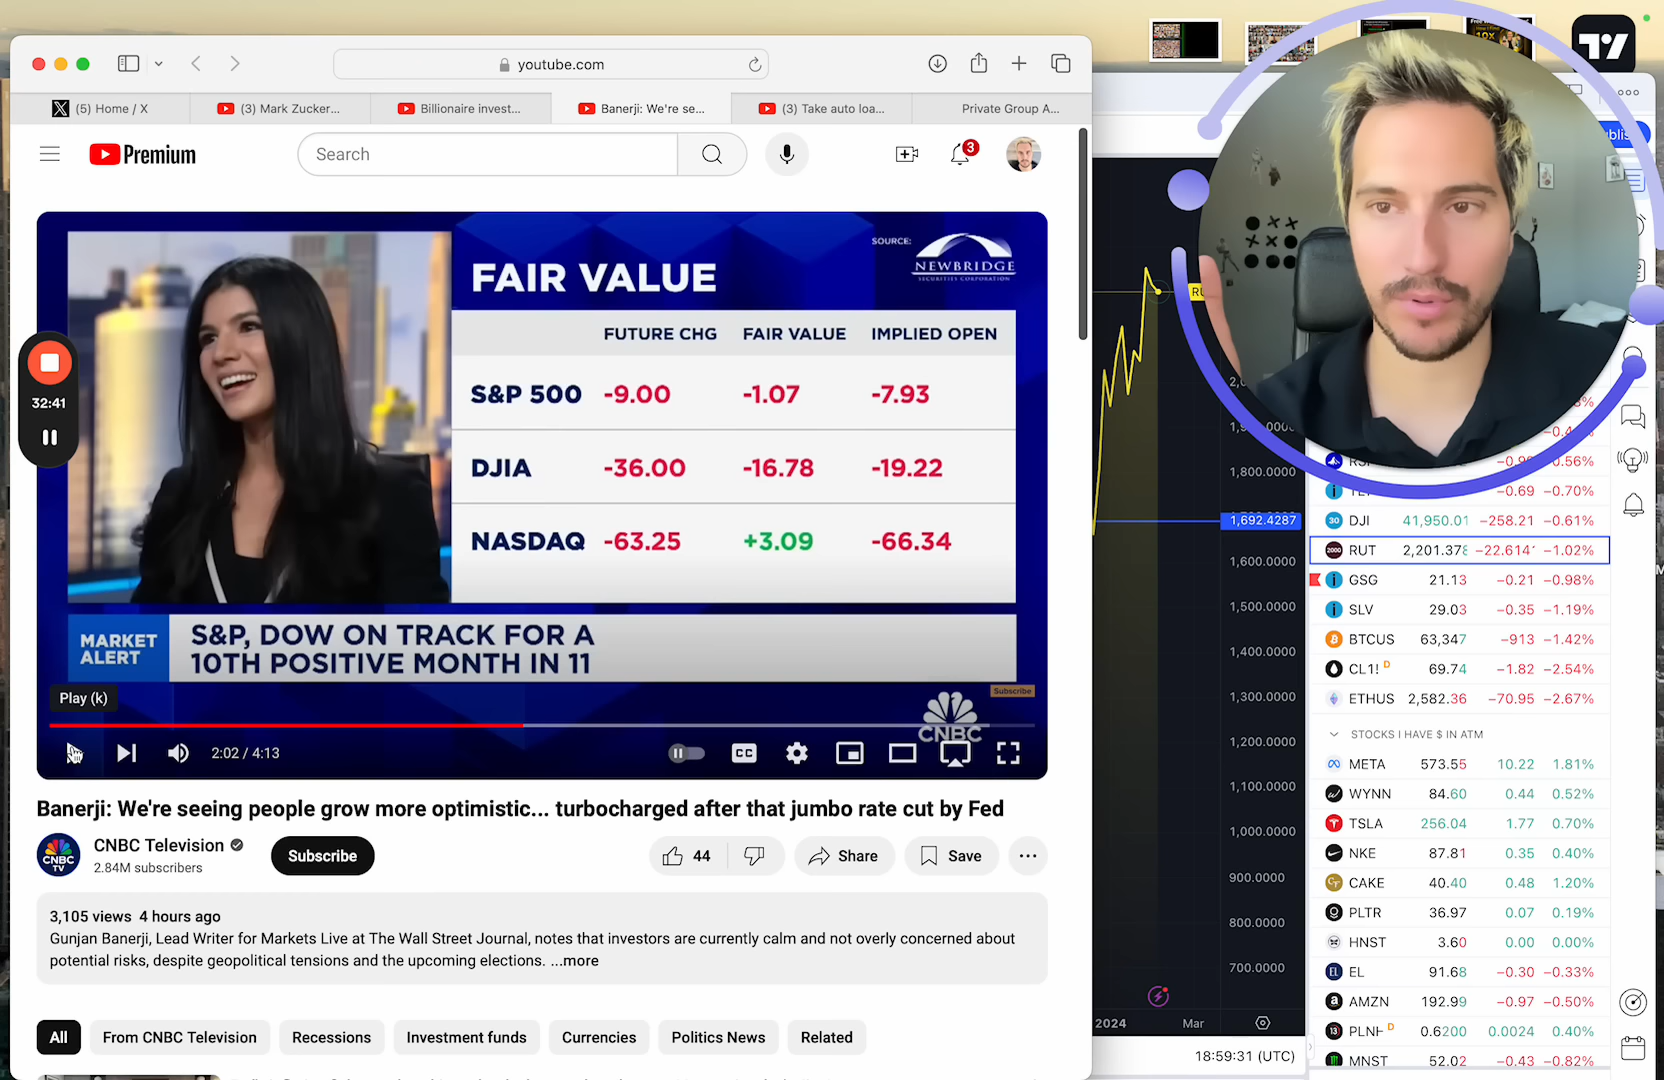 youtube.com
(5) Home / X
(3) Mark Zucker...
Billionaire invest...
Banerji: We're se...
(3) Take auto loa...
Private Group A...
Premium
Search
3
SOURCE:
NEWBRIDGE
SECURITIES CORPORATION
FAIR VALUE
FUTURE CHG FAIR VALUE IMPLIED OPEN
S&P 500 -9.00 -1.07 -7.93
DJIA -36.00 -16.78 -19.22
NASDAQ -63.25 +3.09 -66.34
32:41
MARKET ALERT
S&P, DOW ON TRACK FOR A
10TH POSITIVE MONTH IN 11
Play (k)
Subscribe
CNBC
2:02 / 4:13
CC
Banerji: We're seeing people grow more optimistic... turbocharged after that jumbo rate cut by Fed
CNBC TV
CNBC Television
2.84M subscribers
Subscribe
44
Share
Save
3,105 views 4 hours ago
Gunjan Banerji, Lead Writer for Markets Live at The Wall Street Journal, notes that investors are currently calm and not overly concerned about
potential risks, despite geopolitical tensions and the upcoming elections. ...more
All
From CNBC Television
Recessions
Investment funds
Currencies
Politics News
Related
1,800.0000
1,692.4287
1,600.0000
1,500.0000
1,400.0000
1,300.0000
1,200.0000
1,100.0000
1,000.0000
900.0000
800.0000
700.0000
2024 Mar
18:59:31 (UTC)
-0.56%
-0.69 -0.70%
DJI 41,950.01 -258.21 -0.61%
RUT 2,201.378 -22.614 -1.02%
GSG 21.13 -0.21 -0.98%
SLV 29.03 -0.35 -1.19%
BTCUS 63,347 -913 -1.42%
CL1! D 69.74 -1.82 -2.54%
ETHUS 2,582.36 -70.95 -2.67%
STOCKS I HAVE $ IN ATM
META 573.55 10.22 1.81%
WYNN 84.60 0.44 0.52%
TSLA 256.04 1.77 0.70%
NKE 87.81 0.35 0.40%
CAKE 40.40 0.48 1.20%
PLTR 36.97 0.07 0.19%
HNST 3.60 0.00 0.00%
EL 91.68 -0.30 -0.33%
AMZN 192.99 -0.97 -0.50%
PLNH D 0.6200 0.0024 0.40%
MNST 52.02 -0.43 -0.82%